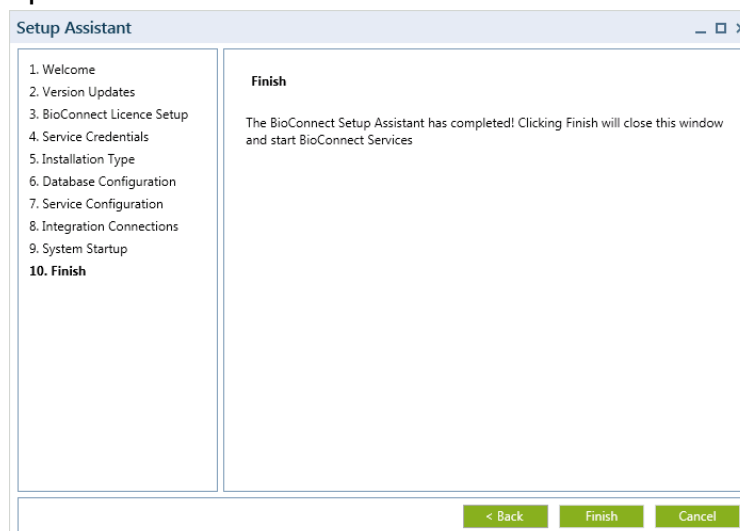 Setup Assistant
1. Welcome
2. Version Updates
3. BioConnect Licence Setup
4. Service Credentials
5. Installation Type
6. Database Configuration
7. Service Configuration
8. Integration Connections
9. System Startup
10. Finish
Finish
The BioConnect Setup Assistant has completed! Clicking Finish will close this window
and start BioConnect Services
< Back
Finish
Cancel